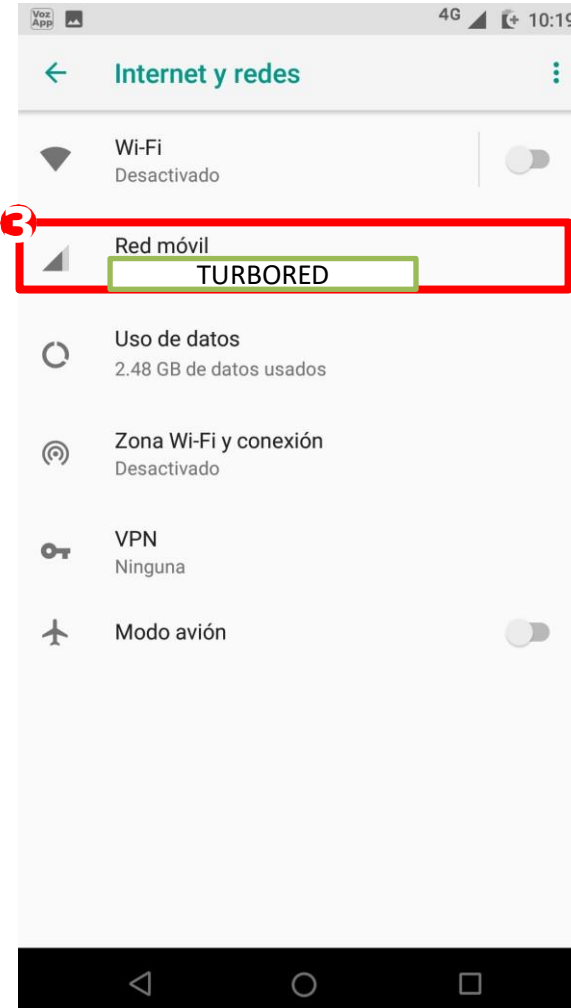 Voz
App
4G 10:19
Internet y redes
Wi-Fi
Desactivado
3
Red móvil
TURBORED
Uso de datos
2.48 GB de datos usados
Zona Wi-Fi y conexión
Desactivado
VPN
Ninguna
Modo avión